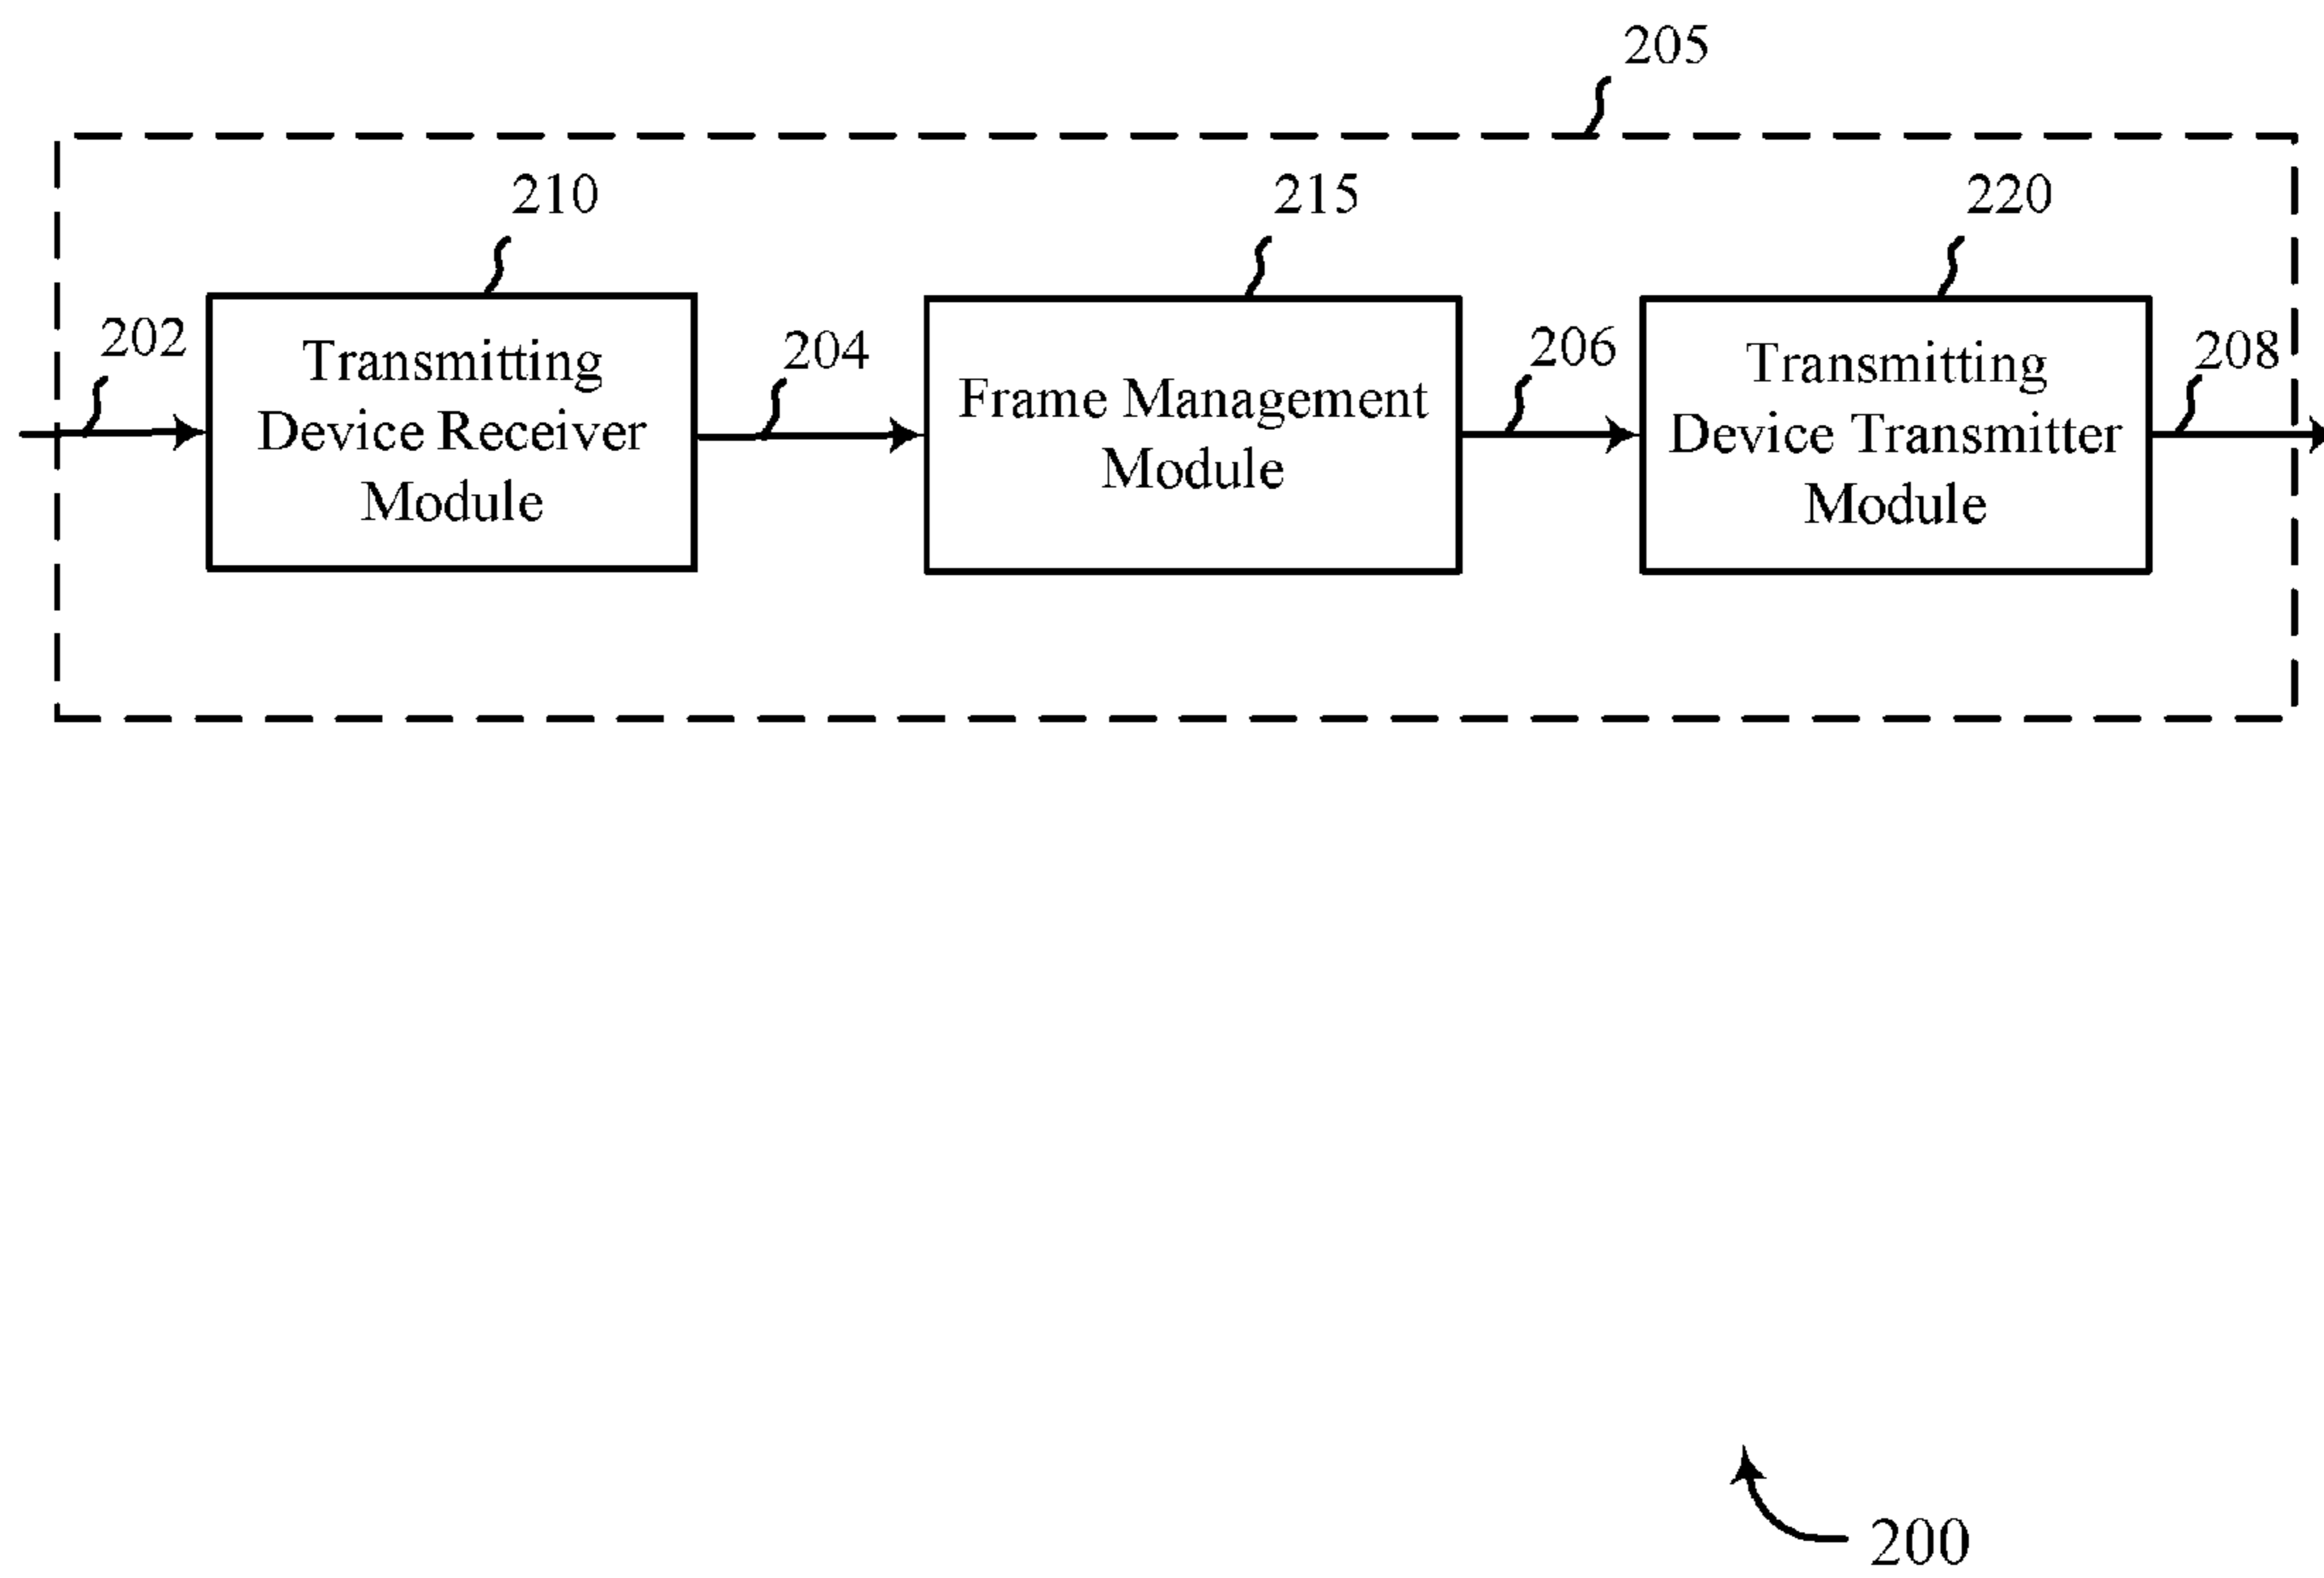 205
210
215
220
202
Transmitting
Device Receiver
Module
204
Frame Management
Module
206
Transmitting
Device Transmitter
Module
208
200